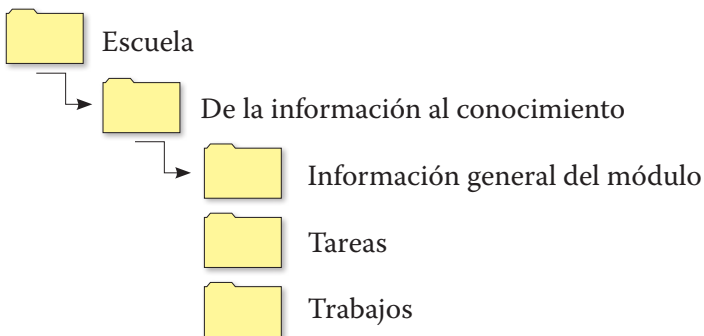 Escuela
De la información al conocimiento
Información general del módulo
Tareas
Trabajos